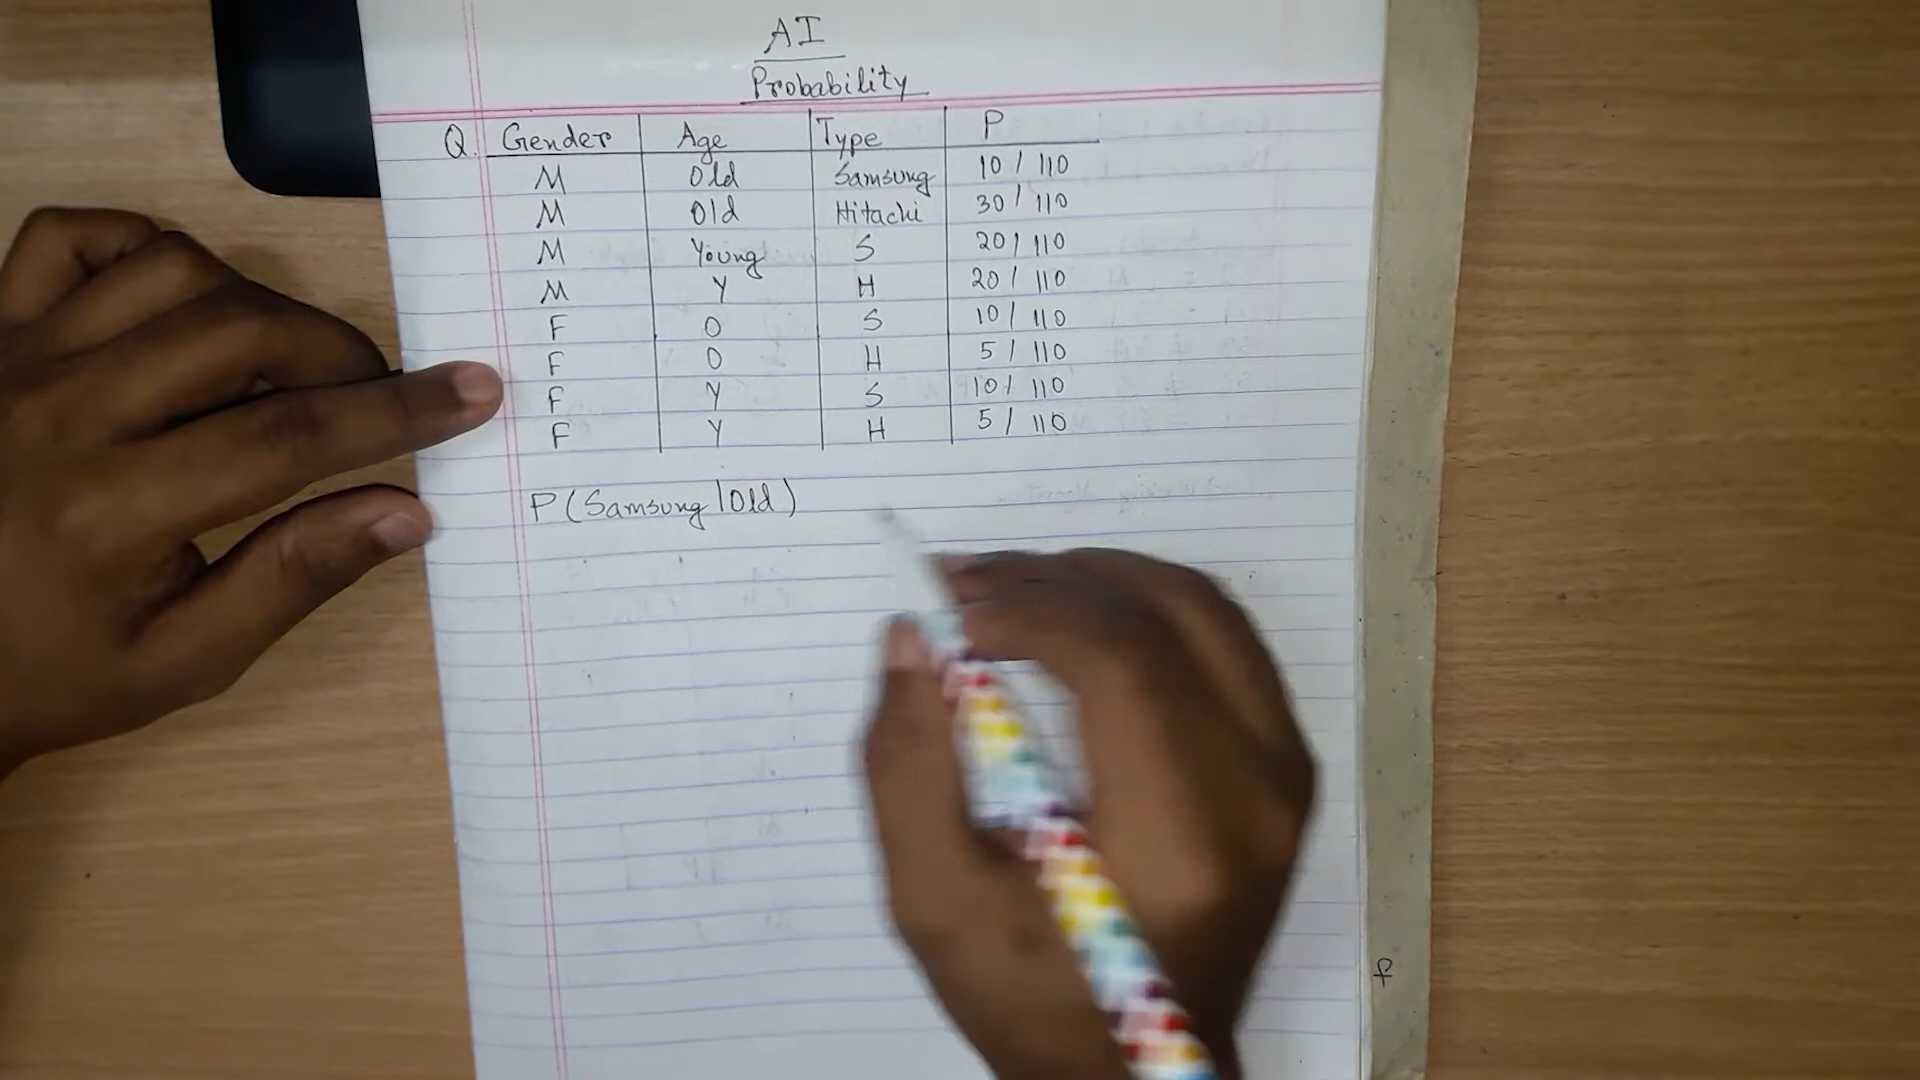 AI
Probability
Q. Gender Age Type P
M Old Samsung 10 / 110
M Old Hitachi 30 / 110
M Young S 20 / 110
M Y H 20 / 110
F O S 10 / 110
F O H 5 / 110
F Y S 10 / 110
F Y H 5 / 110
P (Samsung | Old)